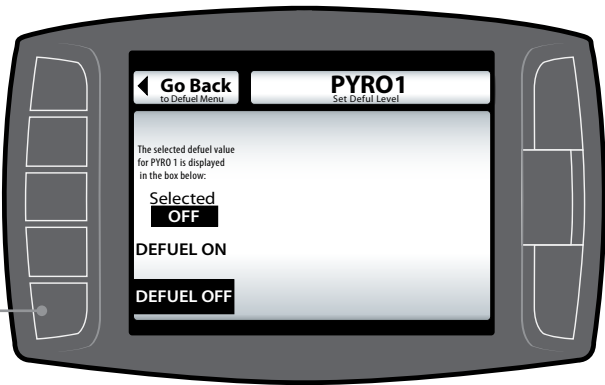 Go Back
to Defuel Menu
PYRO1
Set Deful Level
The selected defuel value
for PYRO 1 is displayed
in the box below:
Selected
OFF
DEFUEL ON
DEFUEL OFF